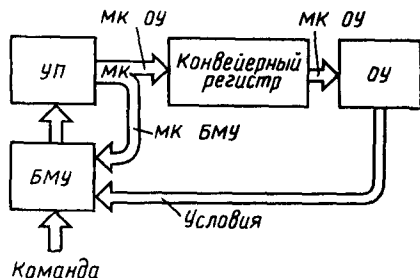 МК ОУ
МК ОУ
УП
МК
Конвейерный
регистр
ОУ
МК БМУ
БМУ
Условия
Команда